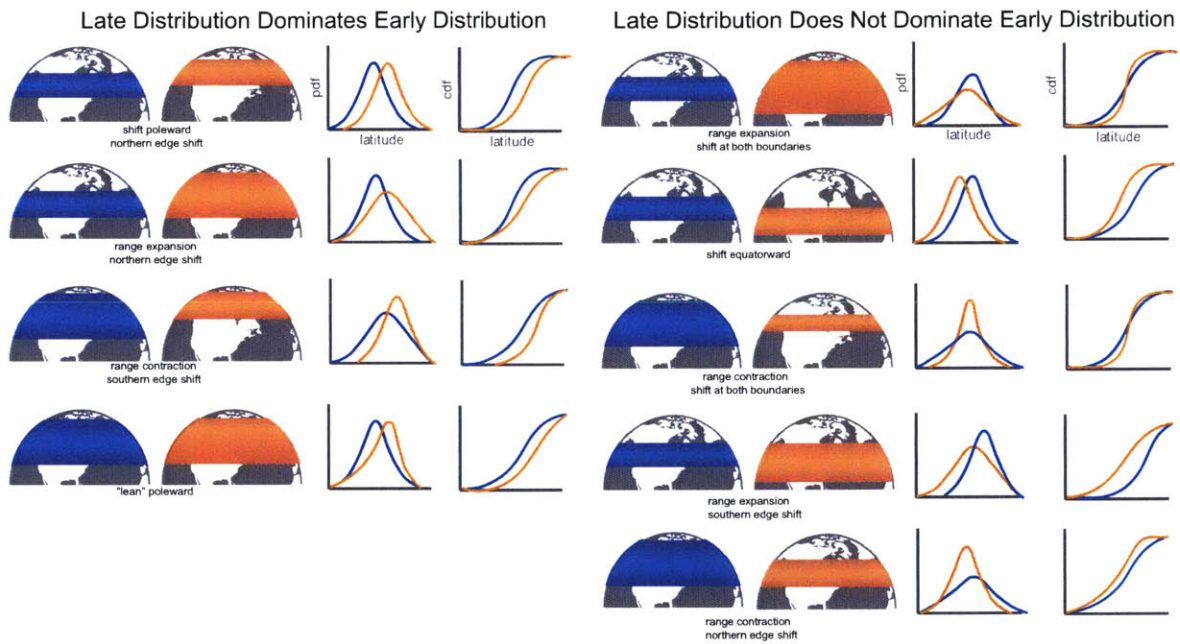 Late Distribution Dominates Early Distribution
pdf
cdf
latitude
latitude
shift poleward
northern edge shift
range expansion
northern edge shift
range contraction
southern edge shift
"lean" poleward
Late Distribution Does Not Dominate Early Distribution
pdf
cdf
latitude
latitude
range expansion
shift at both boundaries
shift equatorward
range contraction
shift at both boundaries
range expansion
southern edge shift
range contraction
northern edge shift